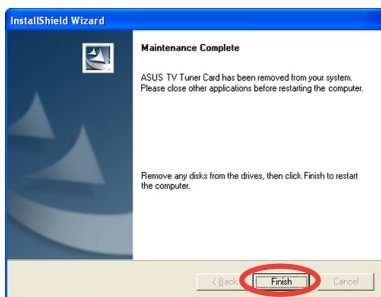 InstallShield Wizard
Maintenance Complete
ASUS TV Tuner Card has been removed from your system.
Please close other applications before restarting the computer.
Remove any disks from the drives, then click Finish to restart
the computer.
< Back
Finish
Cancel